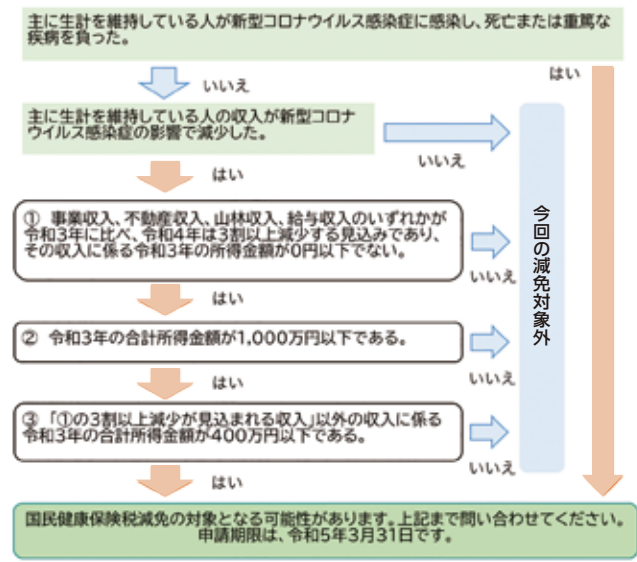 主に生計を維持している人が新型コロナウイルス感染症に感染し、死亡または重篤な
疾病を負った。
はい
いいえ
主に生計を維持している人の収入が新型コロナ
ウイルス感染症の影響で減少した。
いいえ
はい
① 事業収入、不動産収入、山林収入、給与収入のいずれかが
令和3年に比べ、令和4年は3割以上減少する見込みであり、
その収入に係る令和3年の所得金額が0円以下でない。
いいえ
はい
② 令和3年の合計所得金額が1,000万円以下である。
いいえ
はい
③ 「①の3割以上減少が見込まれる収入」以外の収入に係る
令和3年の合計所得金額が400万円以下である。
いいえ
はい
今回の減免対象外
国民健康保険税減免の対象となる可能性があります。上記まで問い合わせてください。
申請期限は、令和5年3月31日です。